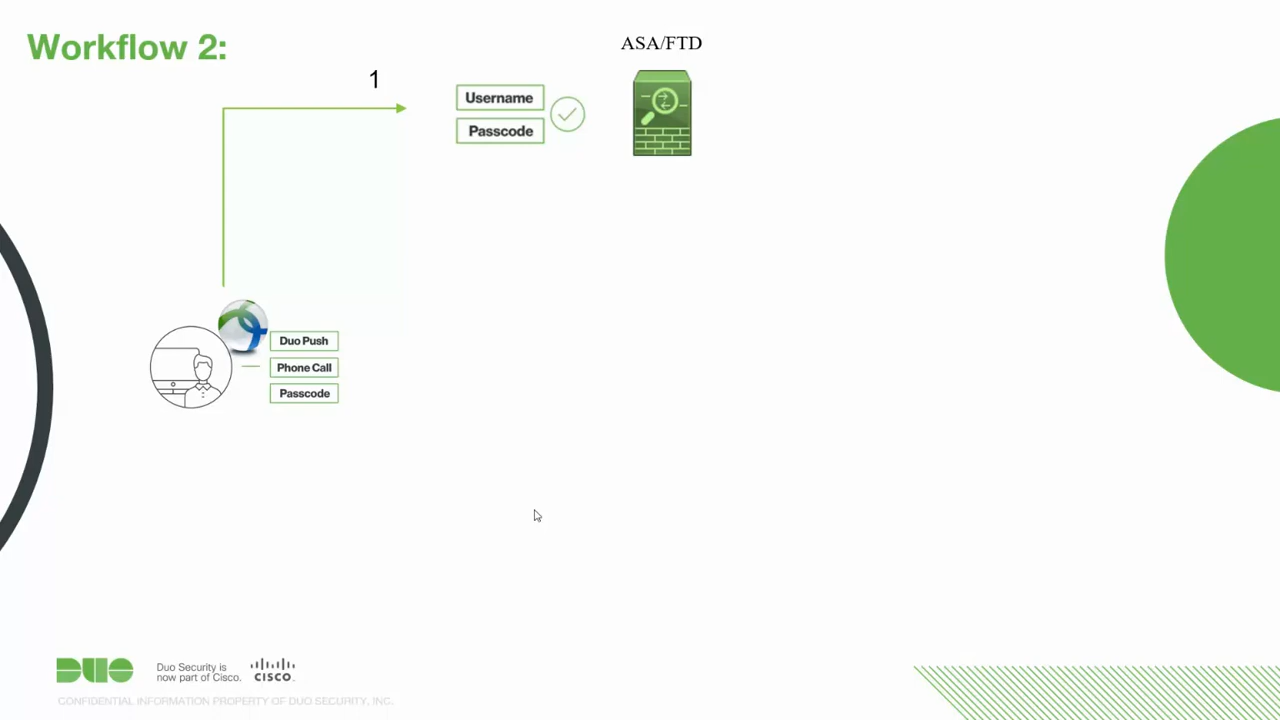 Workflow 2:
ASA/FTD
1
Username
Passcode
Duo Push
Phone Call
Passcode
DUO
Duo Security is
now part of Cisco.
CISCO
CONFIDENTIAL INFORMATION PROPERTY OF DUO SECURITY, INC.